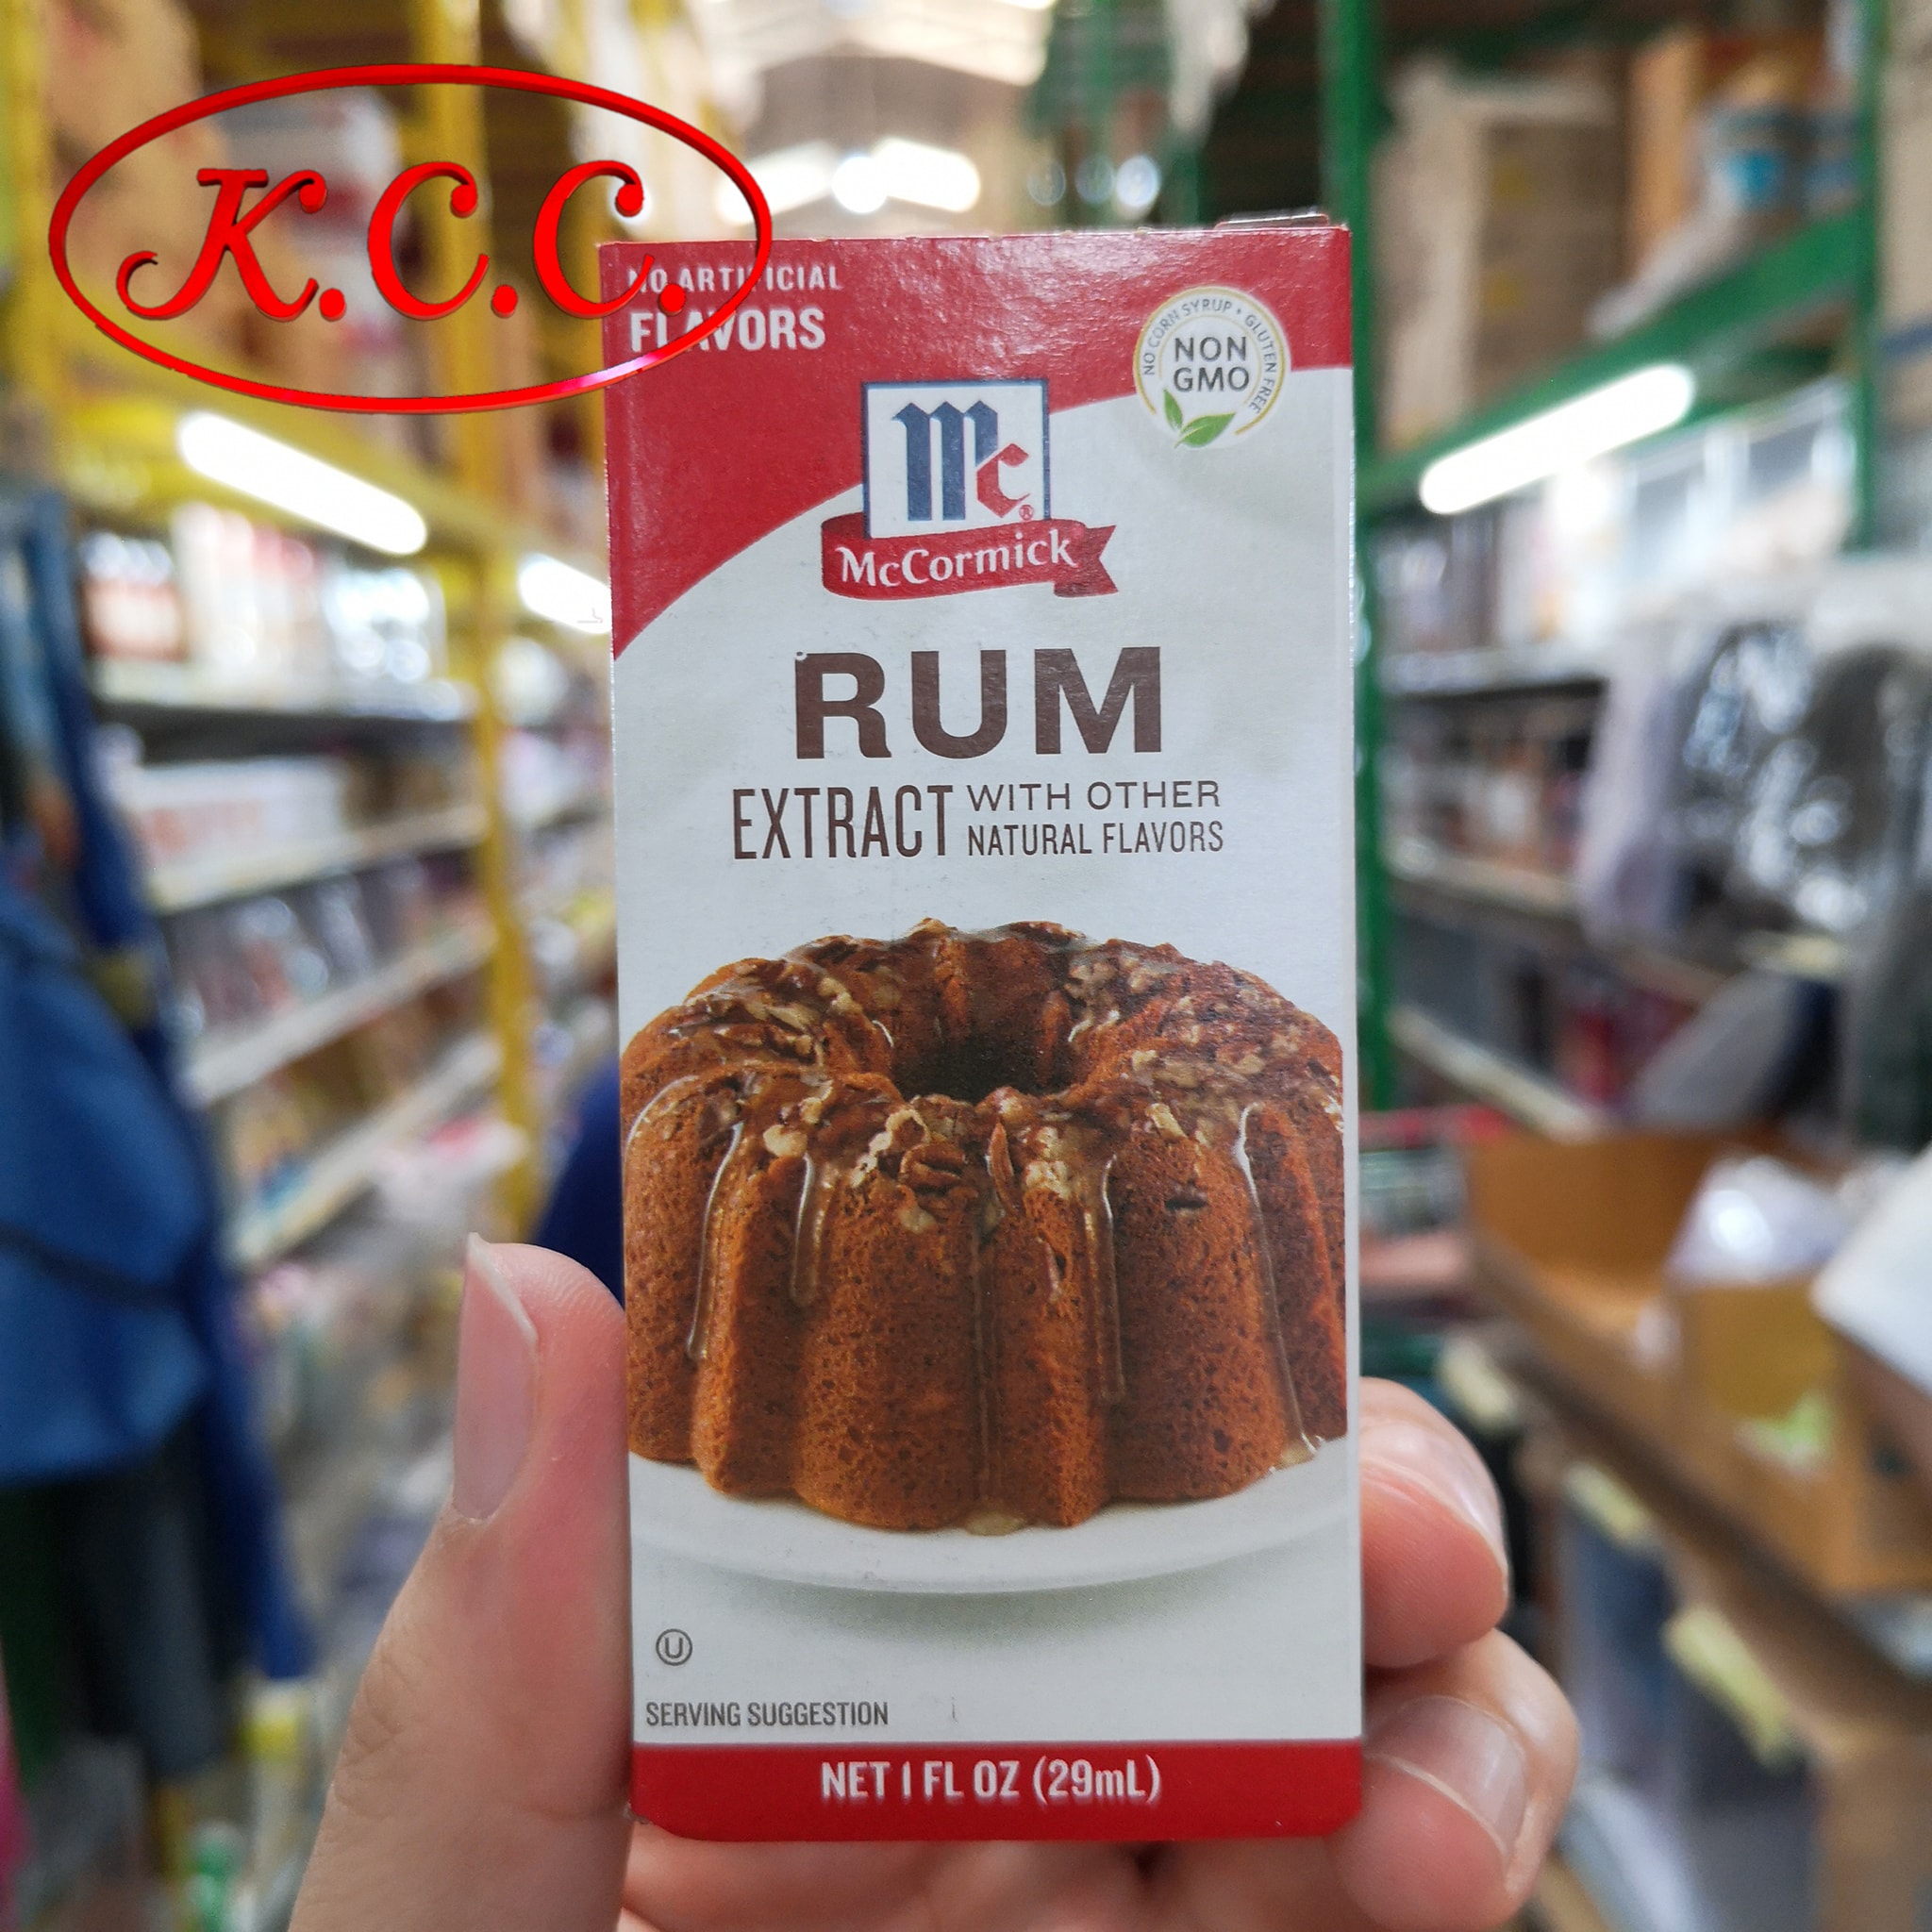 K.C.C.
NO ARTIFICIAL
FLAVORS
NO CORN SYRUP • GLUTEN FREE
NON
GMO
Mc®
McCormick
RUM
EXTRACT WITH OTHER
NATURAL FLAVORS
U
SERVING SUGGESTION
NET 1 FL OZ (29mL)